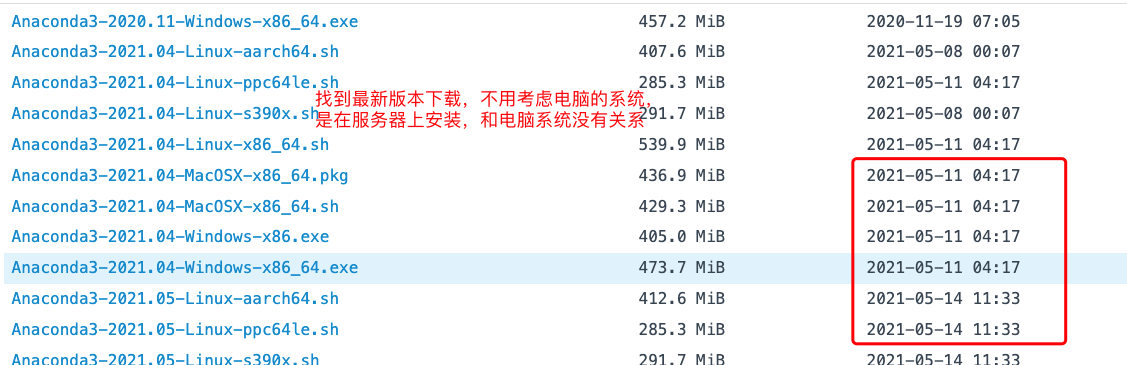 Anaconda3-2020.11-Windows-x86_64.exe 457.2 MiB 2020-11-19 07:05
Anaconda3-2021.04-Linux-aarch64.sh 407.6 MiB 2021-05-08 00:07
Anaconda3-2021.04-Linux-ppc64le.sh 285.3 MiB 2021-05-11 04:17
找到最新版本下载，不用考虑电脑的系统，
Anaconda3-2021.04-Linux-s390x.sh 291.7 MiB 2021-05-08 00:07
是在服务器上安装，和电脑系统没有关系
Anaconda3-2021.04-Linux-x86_64.sh 539.9 MiB 2021-05-11 04:17
Anaconda3-2021.04-MacOSX-x86_64.pkg 436.9 MiB 2021-05-11 04:17
Anaconda3-2021.04-MacOSX-x86_64.sh 429.3 MiB 2021-05-11 04:17
Anaconda3-2021.04-Windows-x86.exe 405.0 MiB 2021-05-11 04:17
Anaconda3-2021.04-Windows-x86_64.exe 473.7 MiB 2021-05-11 04:17
Anaconda3-2021.05-Linux-aarch64.sh 412.6 MiB 2021-05-14 11:33
Anaconda3-2021.05-Linux-ppc64le.sh 285.3 MiB 2021-05-14 11:33
Anaconda3-2021.05-Linux-s390x.sh 291.7 MiB 2021-05-14 11:33